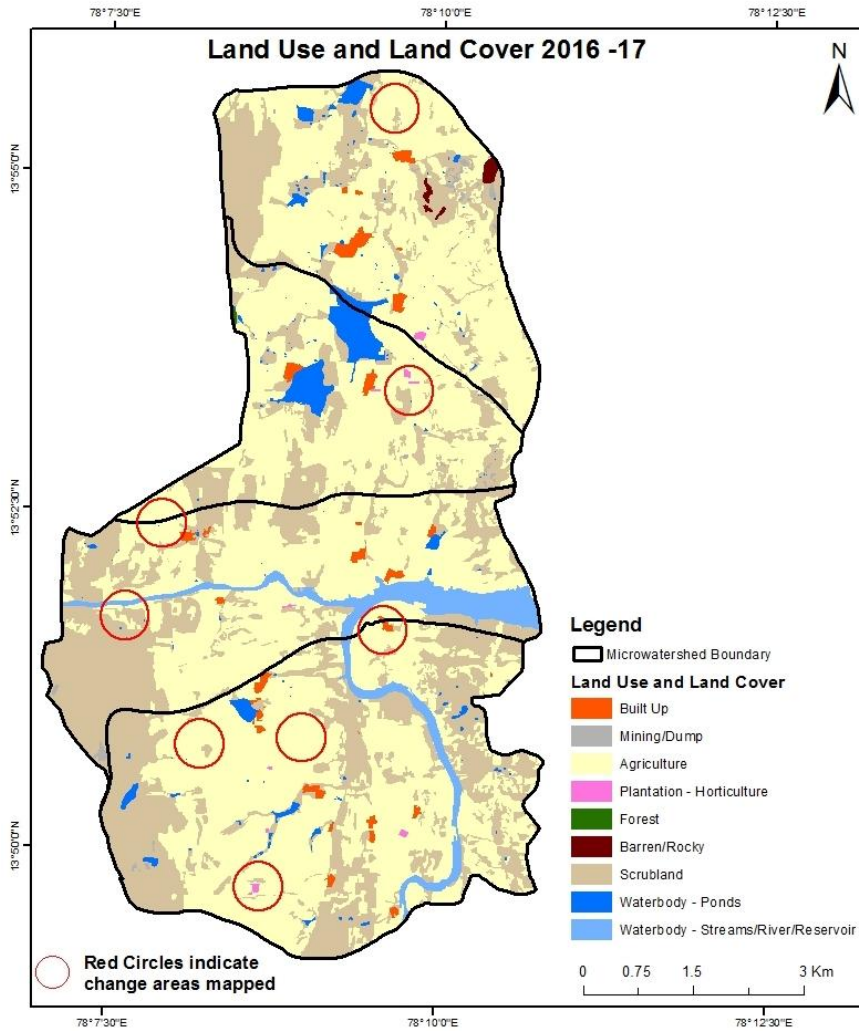 78°7'30"E
78°10'0"E
78°12'30"E
Land Use and Land Cover 2016 -17
N
13°55'0"N
13°52'30"N
13°50'0"N
Legend
Microwatershed Boundary
Land Use and Land Cover
Built Up
Mining/Dump
Agriculture
Plantation - Horticulture
Forest
Barren/Rocky
Scrubland
Waterbody - Ponds
Waterbody - Streams/River/Reservoir
Red Circles indicate
change areas mapped
0 0.75 1.5 3 Km
78°7'30"E
78°10'0"E
78°12'30"E